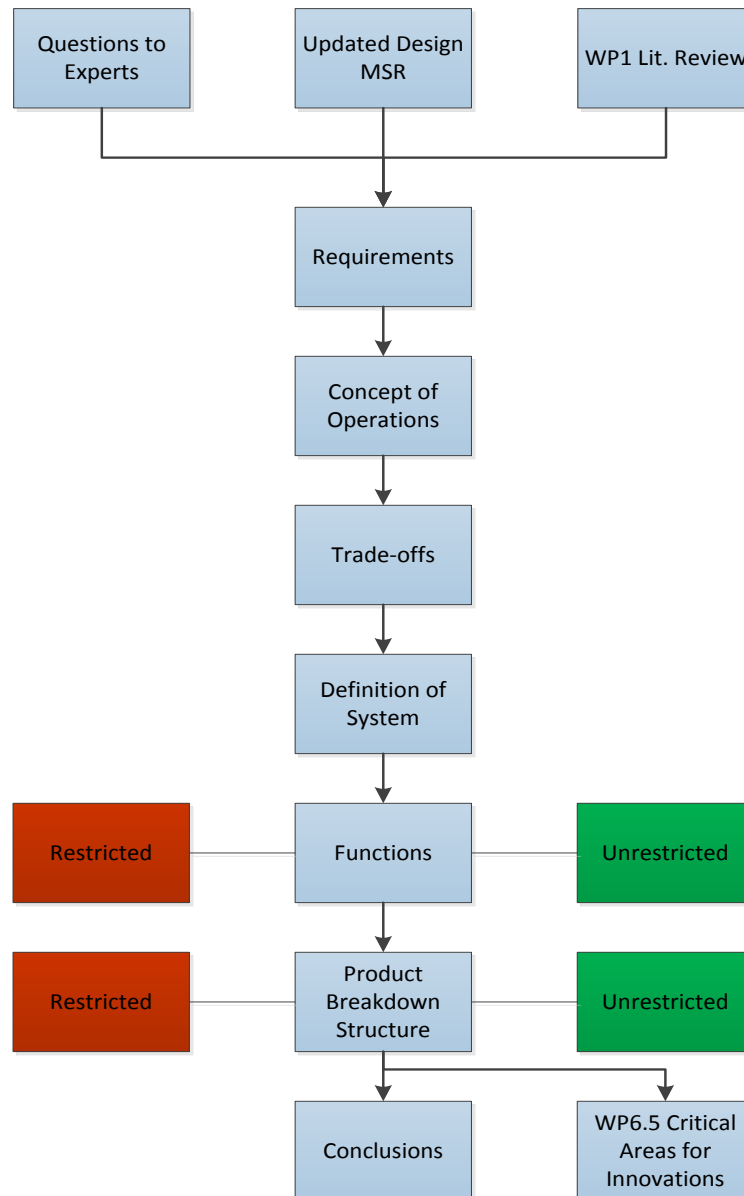 Questions to
Experts
Updated Design
MSR
WP1 Lit. Review
Requirements
Concept of
Operations
Trade-offs
Definition of
System
Restricted
Functions
Unrestricted
Restricted
Product
Breakdown
Structure
Unrestricted
Conclusions
WP6.5 Critical
Areas for
Innovations